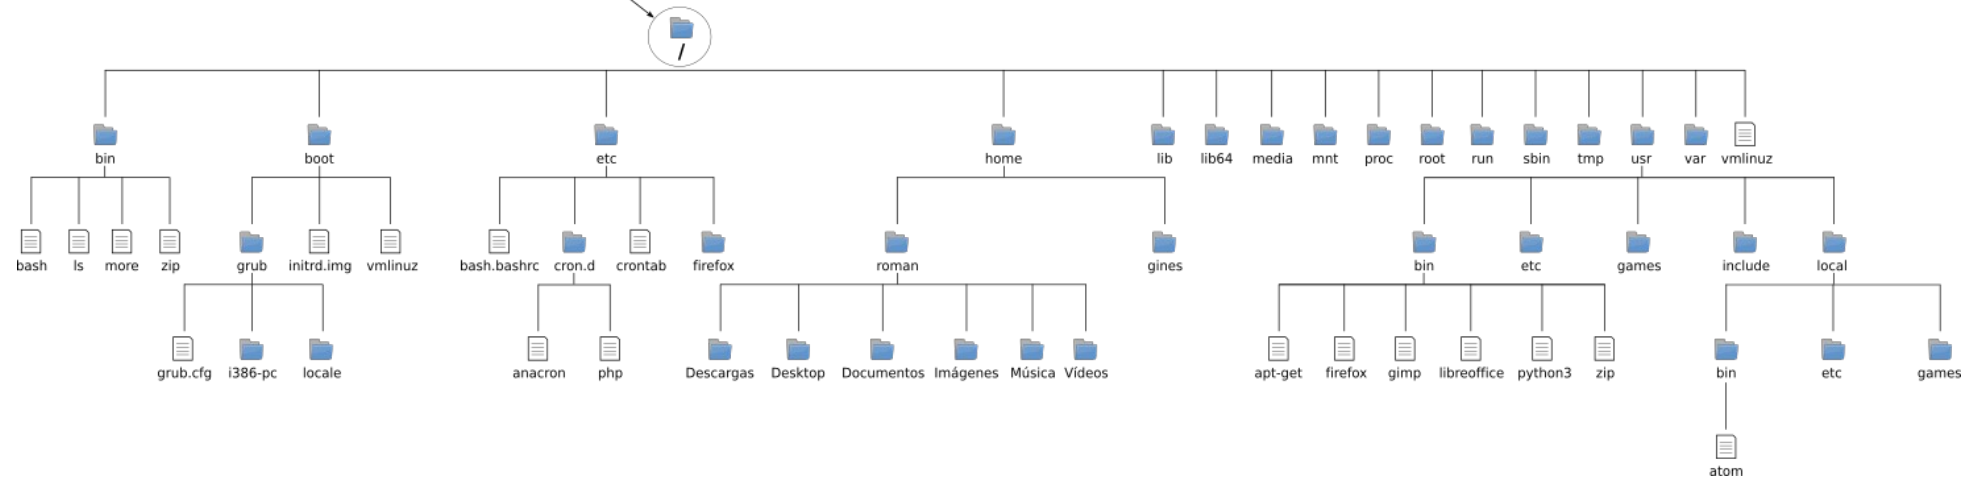 /
bin boot etc home lib lib64 media mnt proc root run sbin tmp usr var vmlinuz
bash ls more zip grub initrd.img vmlinuz bash.bashrc cron.d crontab firefox roman gines bin etc games include local
grub.cfg i386-pc locale anacron php Descargas Desktop Documentos Imágenes Música Vídeos apt-get firefox gimp libreoffice python3 zip bin etc games
atom